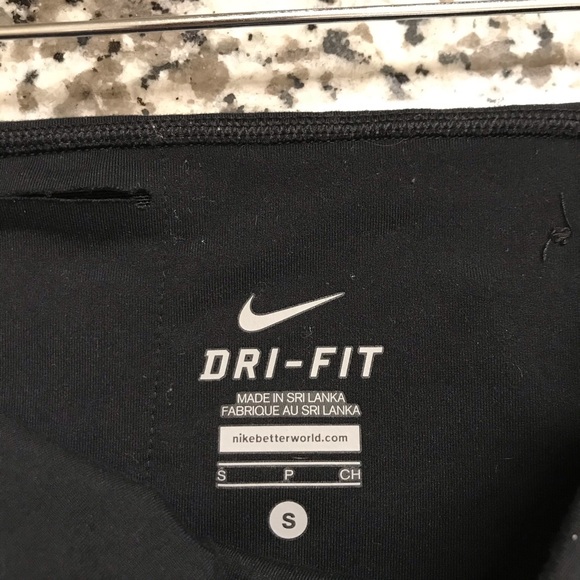 DRI-FIT
MADE IN SRI LANKA
FABRIQUE AU SRI LANKA
nikebetterworld.com
S P CH
S